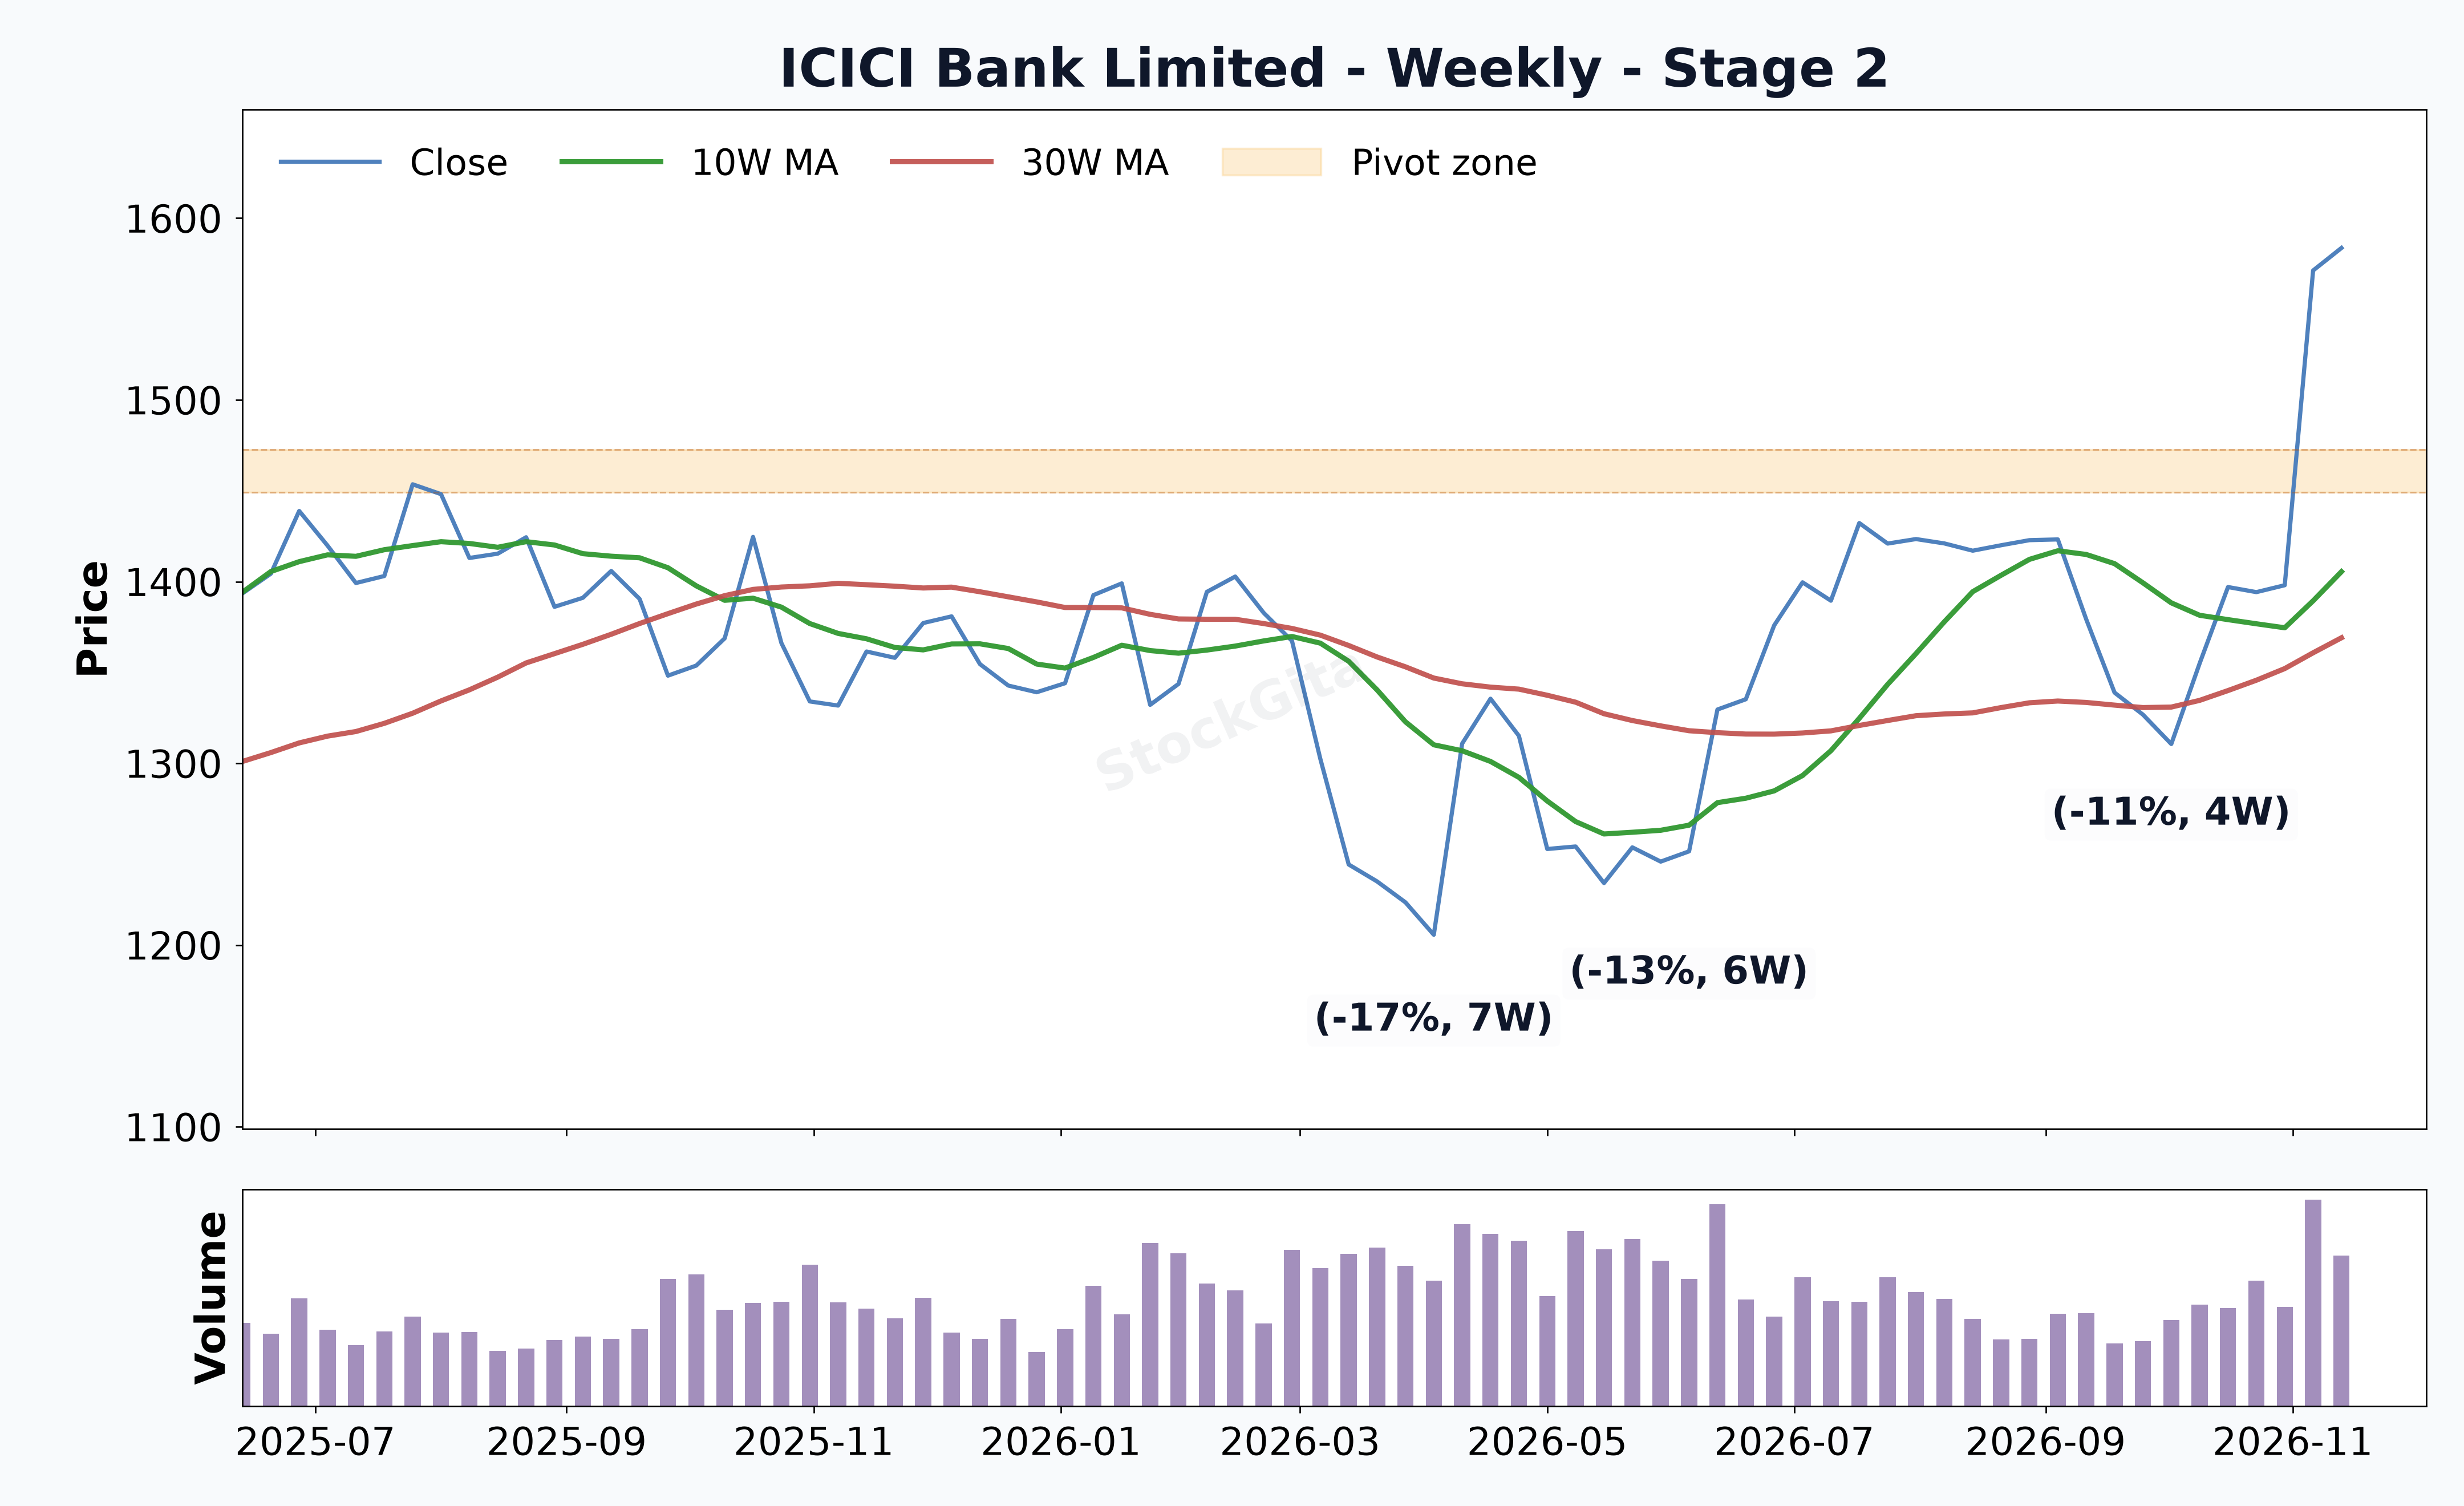 ICICI Bank Limited - Weekly - Stage 2
Close 10W MA 30W MA Pivot zone
Price
1600
1500
1400
1300
1200
1100
StockGita
(-11%, 4W)
(-13%, 6W)
(-17%, 7W)
Volume
2025-07 2025-09 2025-11 2026-01 2026-03 2026-05 2026-07 2026-09 2026-11